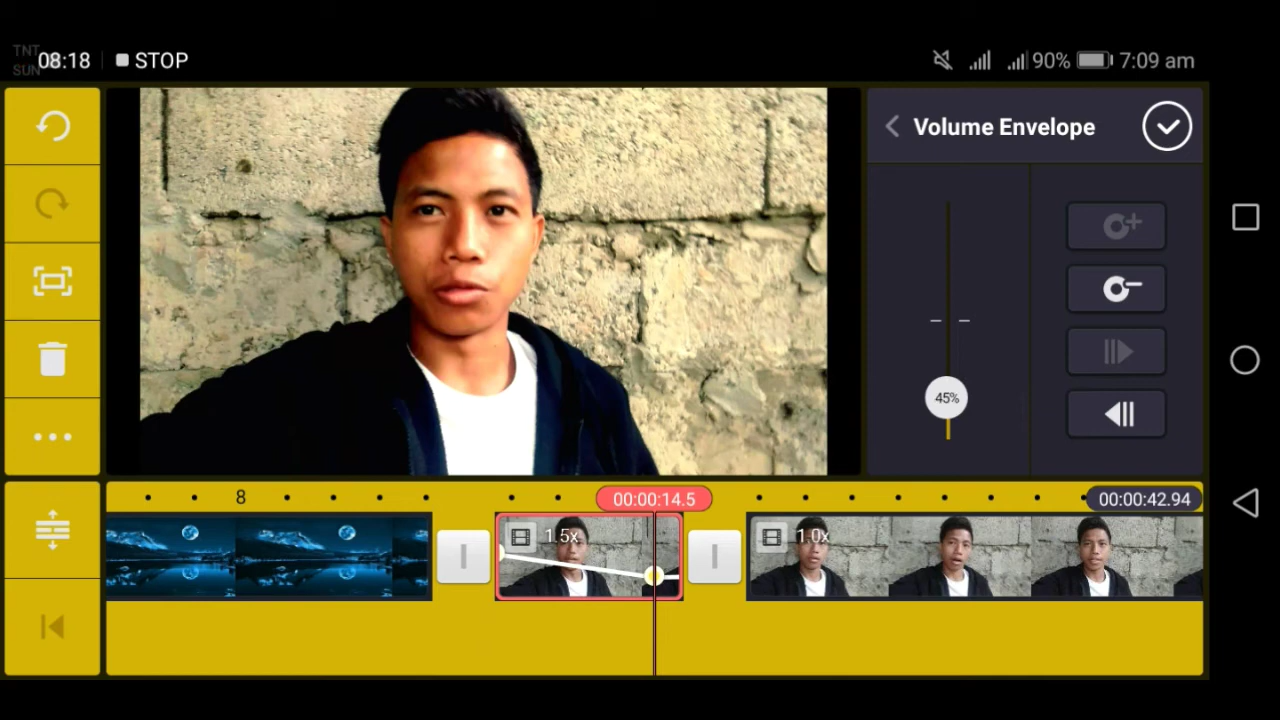 TNT
SUN
08:18 STOP 90% 7:09 am
Volume Envelope
45%
8 00:00:14.5 00:00:42.94
1.5x 1.0x